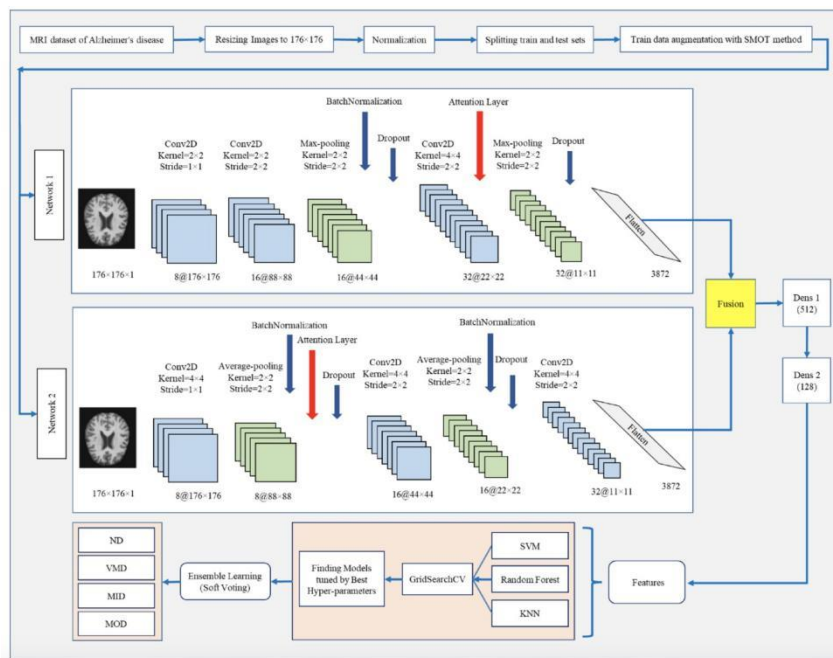 MRI dataset of Alzheimer's disease
Resizing Images to 176×176
Normalization
Splitting train and test sets
Train data augmentation with SMOT method
Network 1
BatchNormalization
Attention Layer
Conv2D
Kernel=2×2
Stride=1×1
Conv2D
Kernel=2×2
Stride=2×2
Max-pooling
Kernel=2×2
Stride=2×2
Dropout
Conv2D
Kernel=4×4
Stride=2×2
Max-pooling
Kernel=2×2
Stride=2×2
Dropout
Flatten
176×176×1
8@176×176
16@88×88
16@44×44
32@22×22
32@11×11
3872
Fusion
Dens 1
(512)
Dens 2
(128)
Network 2
BatchNormalization
Attention Layer
BatchNormalization
Conv2D
Kernel=4×4
Stride=1×1
Average-pooling
Kernel=2×2
Stride=2×2
Dropout
Conv2D
Kernel=4×4
Stride=2×2
Average-pooling
Kernel=2×2
Stride=2×2
Dropout
Conv2D
Kernel=4×4
Stride=2×2
Flatten
176×176×1
8@176×176
8@88×88
16@44×44
16@22×22
32@11×11
3872
ND
VMD
MID
MOD
Ensemble Learning
(Soft Voting)
Finding Models
tuned by Best
Hyper-parameters
GridSearchCV
SVM
Random Forest
KNN
Features